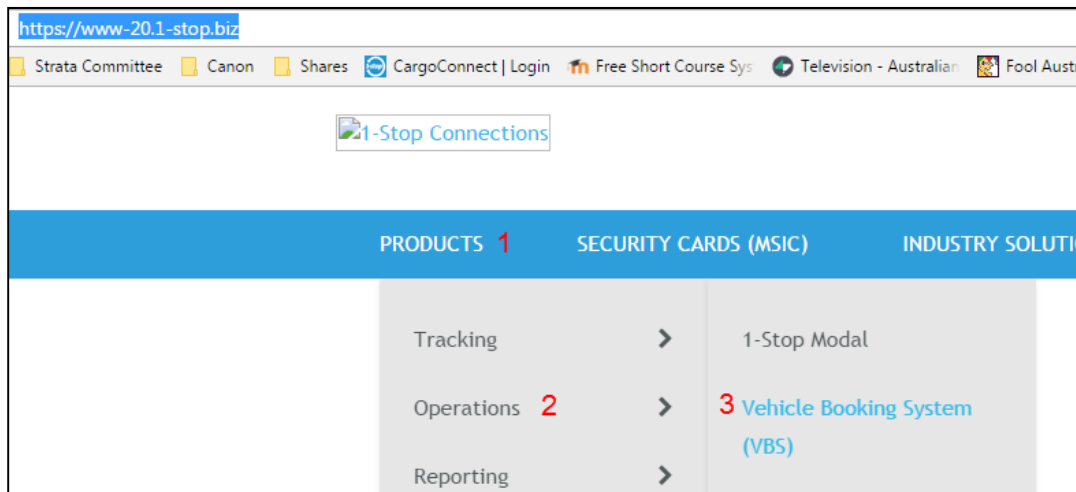 https://www-20.1-stop.biz
Strata Committee Canon Shares CargoConnect | Login Free Short Course Sys Television - Australian Fool Aust
1-Stop Connections
PRODUCTS 1 SECURITY CARDS (MSIC) INDUSTRY SOLUTI
Tracking 1-Stop Modal
Operations 2 3 Vehicle Booking System
(VBS)
Reporting